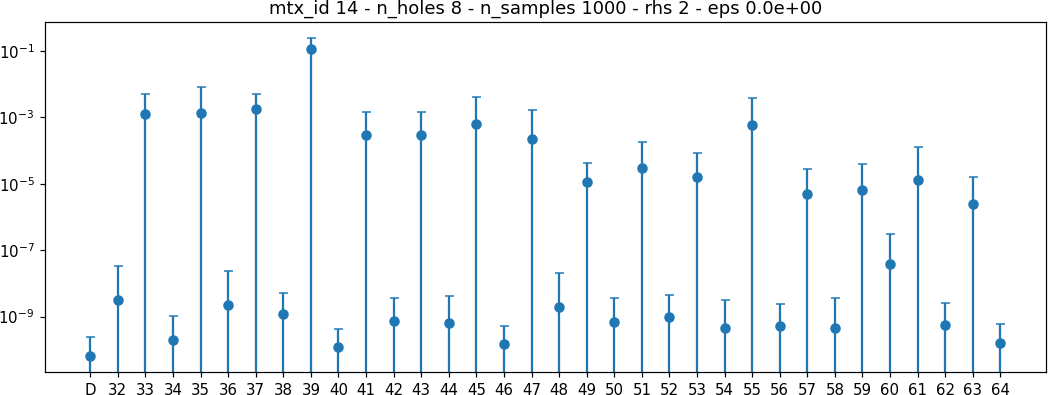 mtx_id 14 - n_holes 8 - n_samples 1000 - rhs 2 - eps 0.0e+00
10⁻¹
10⁻³
10⁻⁵
10⁻⁷
10⁻⁹
D 32 33 34 35 36 37 38 39 40 41 42 43 44 45 46 47 48 49 50 51 52 53 54 55 56 57 58 59 60 61 62 63 64